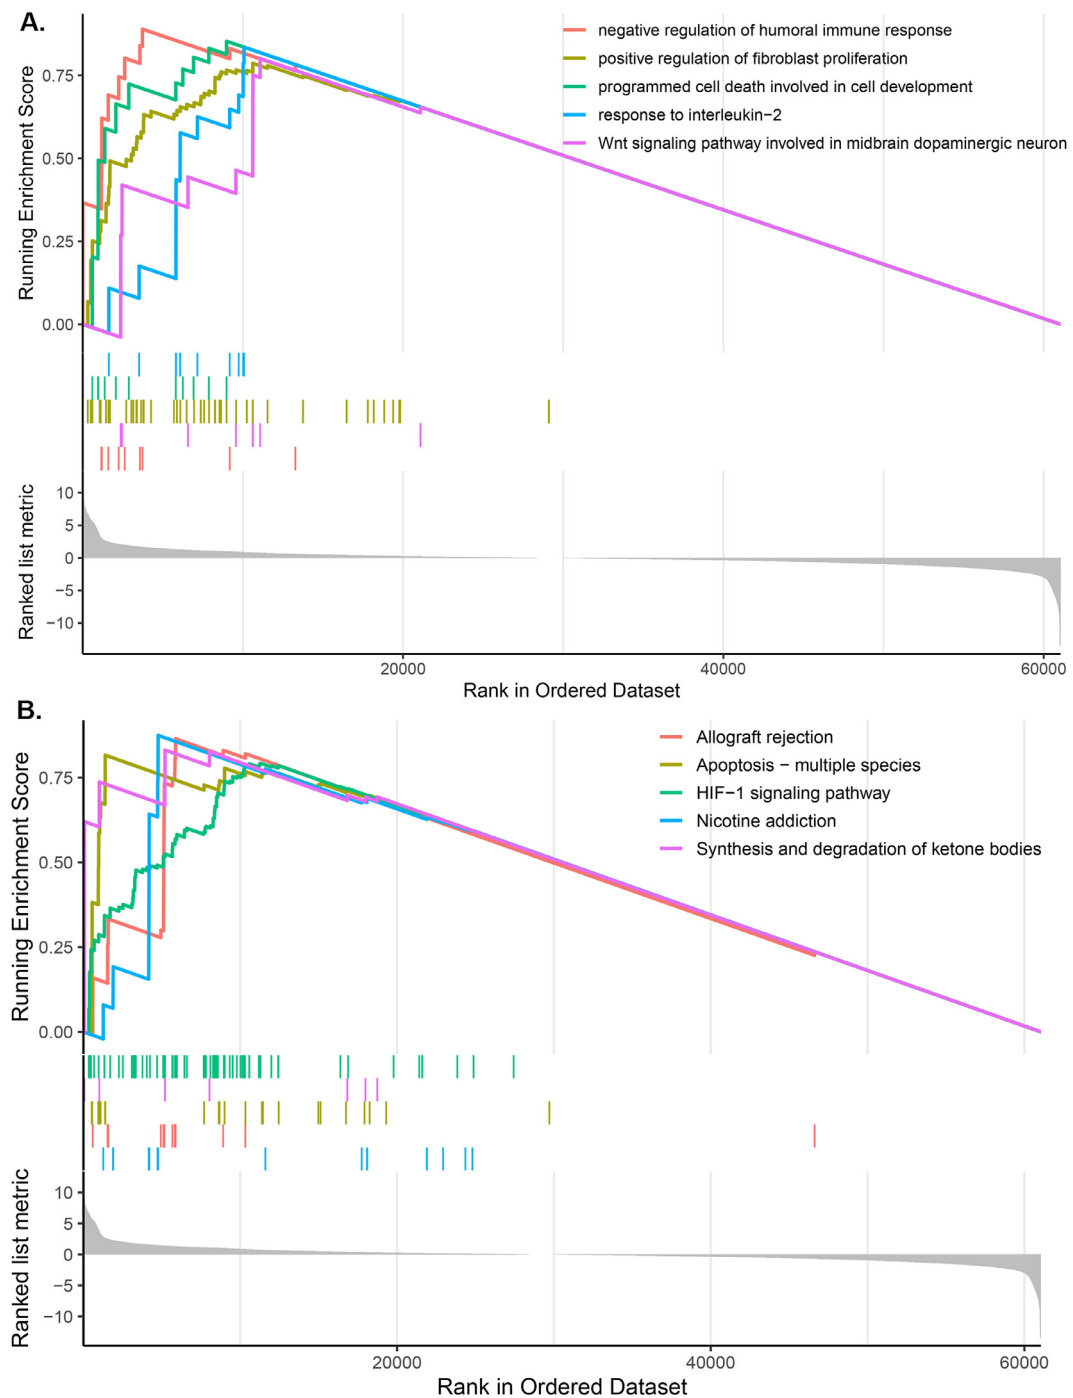 A.
negative regulation of humoral immune response
positive regulation of fibroblast proliferation
programmed cell death involved in cell development
response to interleukin−2
Wnt signaling pathway involved in midbrain dopaminergic neuron
Running Enrichment Score
0.75
0.50
0.25
0.00
Ranked list metric
10
5
0
−5
−10
20000
40000
60000
Rank in Ordered Dataset
B.
Allograft rejection
Apoptosis − multiple species
HIF−1 signaling pathway
Nicotine addiction
Synthesis and degradation of ketone bodies
Running Enrichment Score
0.75
0.50
0.25
0.00
Ranked list metric
10
5
0
−5
−10
20000
40000
60000
Rank in Ordered Dataset